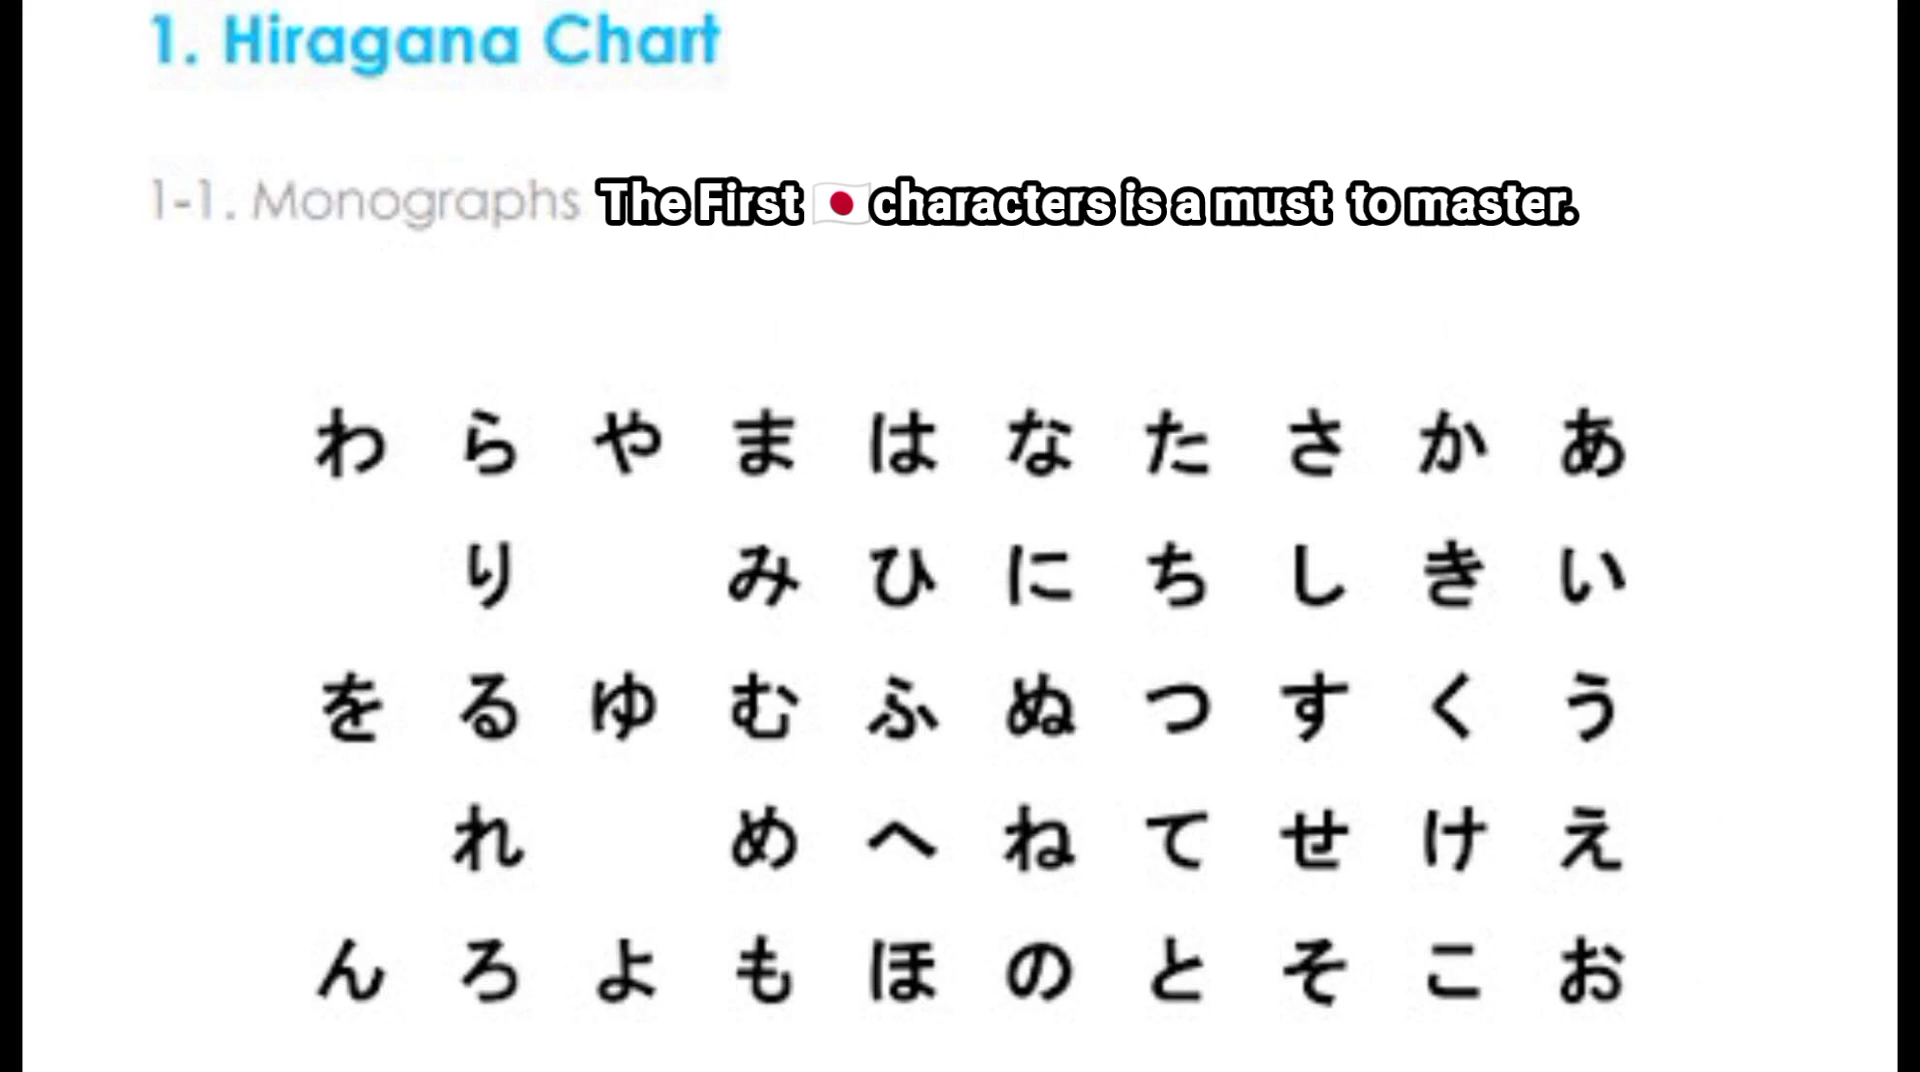 1. Hiragana Chart
1-1. Monographs The First 🇯🇵characters is a must to master.
わ ら や ま は な た さ か あ
り み ひ に ち し き い
を る ゆ む ふ ぬ つ す く う
れ め へ ね て せ け え
ん ろ よ も ほ の と そ こ お